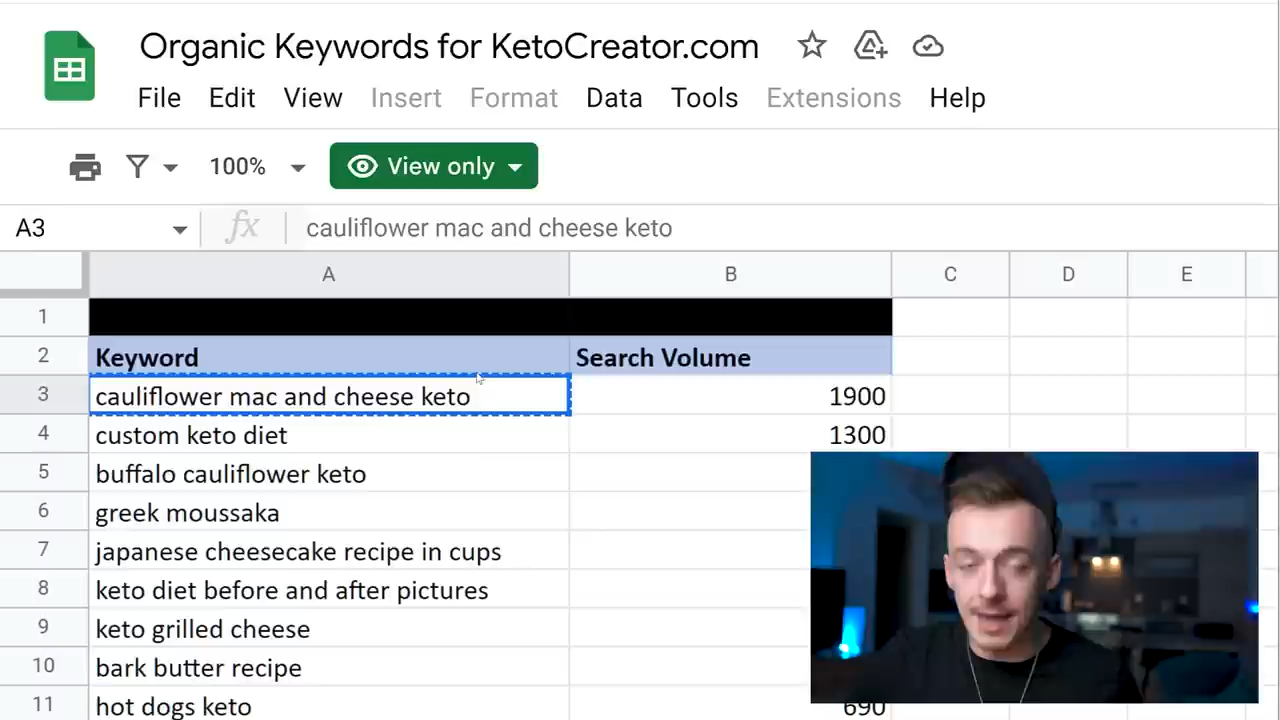 Organic Keywords for KetoCreator.com
File Edit View Insert Format Data Tools Extensions Help
100% View only
A3 fx cauliflower mac and cheese keto
A B C D E
1
2 Keyword Search Volume
3 cauliflower mac and cheese keto 1900
4 custom keto diet 1300
5 buffalo cauliflower keto
6 greek moussaka
7 japanese cheesecake recipe in cups
8 keto diet before and after pictures
9 keto grilled cheese
10 bark butter recipe
11 hot dogs keto 690